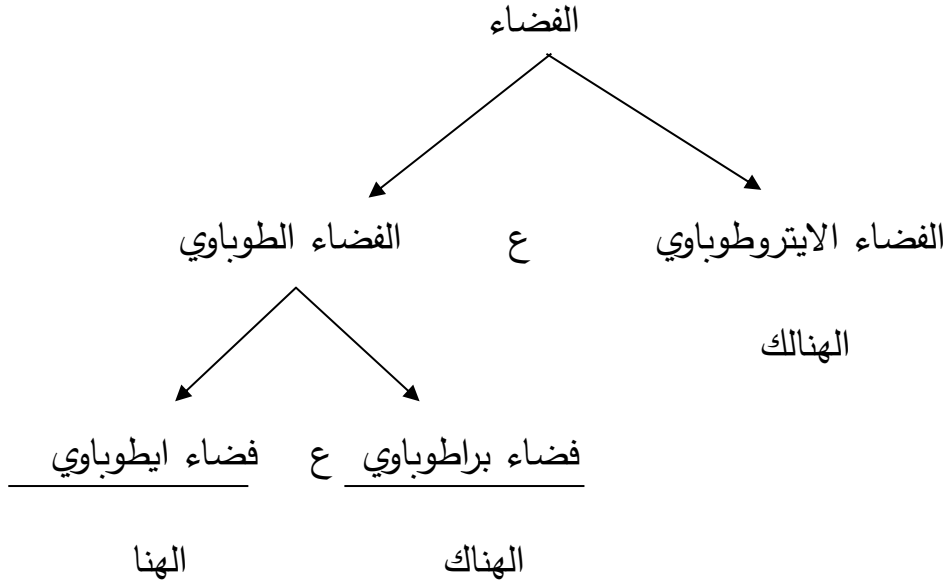 الفضاء
الفضاء الايتروطوباوي ع الفضاء الطوباوي
الهنالك
فضاء براطوباوي ع فضاء ايطوباوي
الهناك الهنا